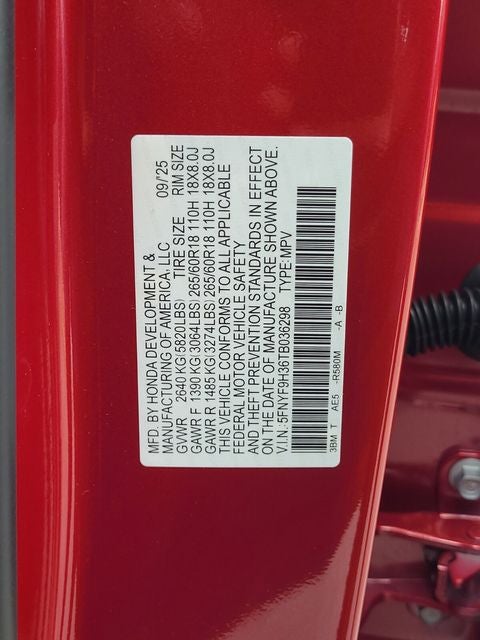 MFD. BY HONDA DEVELOPMENT &
MANUFACTURING OF AMERICA, LLC 09/'25
GVWR 2640 KG(5820LBS) TIRE SIZE RIM SIZE
GAWR F 1390 KG(3064LBS) 265/60R18 110H 18X8.0J
GAWR R 1485 KG(3274LBS) 265/60R18 110H 18X8.0J
THIS VEHICLE CONFORMS TO ALL APPLICABLE
FEDERAL MOTOR VEHICLE SAFETY
AND THEFT PREVENTION STANDARDS IN EFFECT
ON THE DATE OF MANUFACTURE SHOWN ABOVE.
V.I.N.:5FNYF9H36TB036298 TYPE:MPV
3BM T AE5 -R580M -A -B